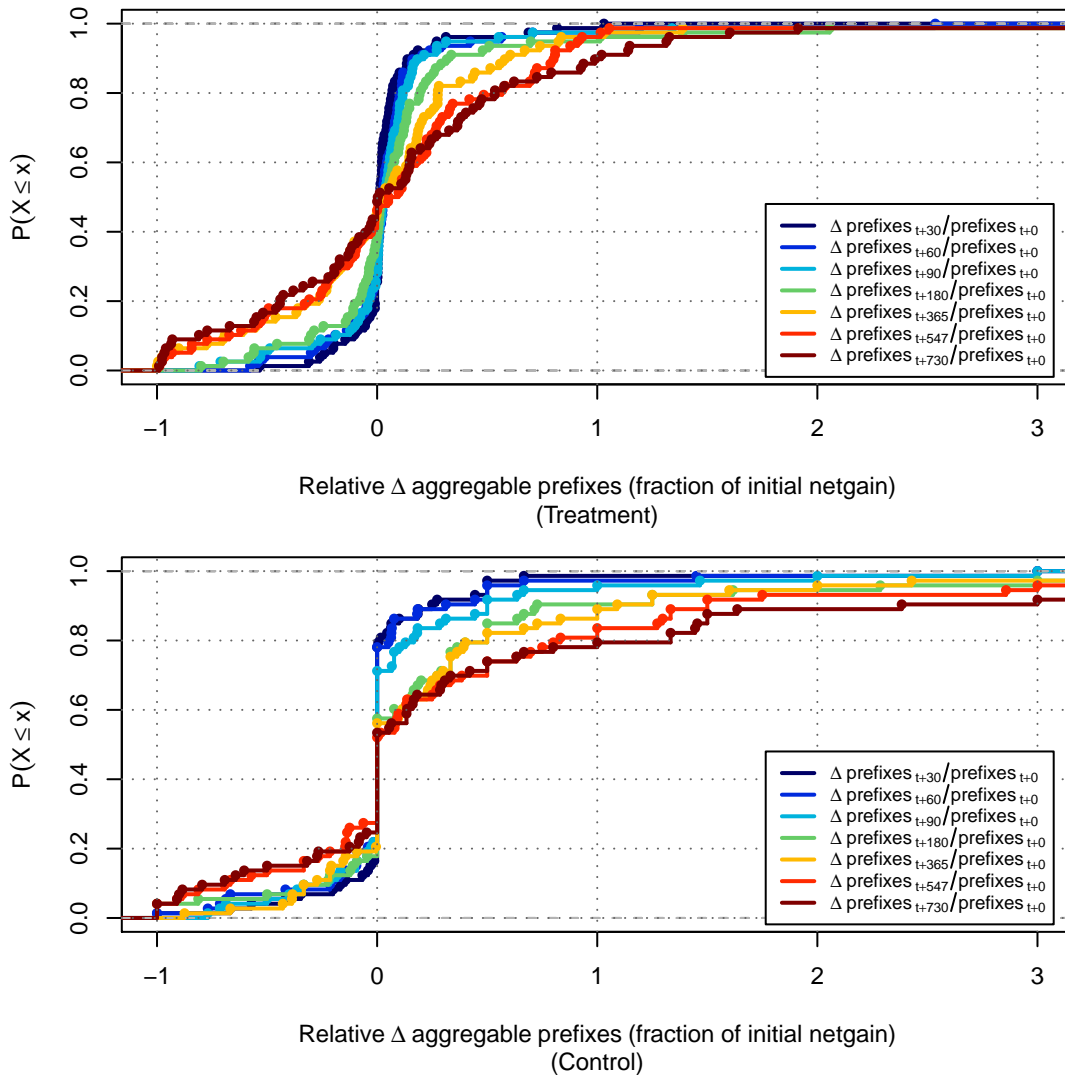 P(X ≤ x)
1.0
0.8
0.6
0.4
0.2
0.0
Δ prefixes t+30/prefixes t+0
Δ prefixes t+60/prefixes t+0
Δ prefixes t+90/prefixes t+0
Δ prefixes t+180/prefixes t+0
Δ prefixes t+365/prefixes t+0
Δ prefixes t+547/prefixes t+0
Δ prefixes t+730/prefixes t+0
−1 0 1 2 3
Relative Δ aggregable prefixes (fraction of initial netgain)
(Treatment)
P(X ≤ x)
1.0
0.8
0.6
0.4
0.2
0.0
Δ prefixes t+30/prefixes t+0
Δ prefixes t+60/prefixes t+0
Δ prefixes t+90/prefixes t+0
Δ prefixes t+180/prefixes t+0
Δ prefixes t+365/prefixes t+0
Δ prefixes t+547/prefixes t+0
Δ prefixes t+730/prefixes t+0
−1 0 1 2 3
Relative Δ aggregable prefixes (fraction of initial netgain)
(Control)